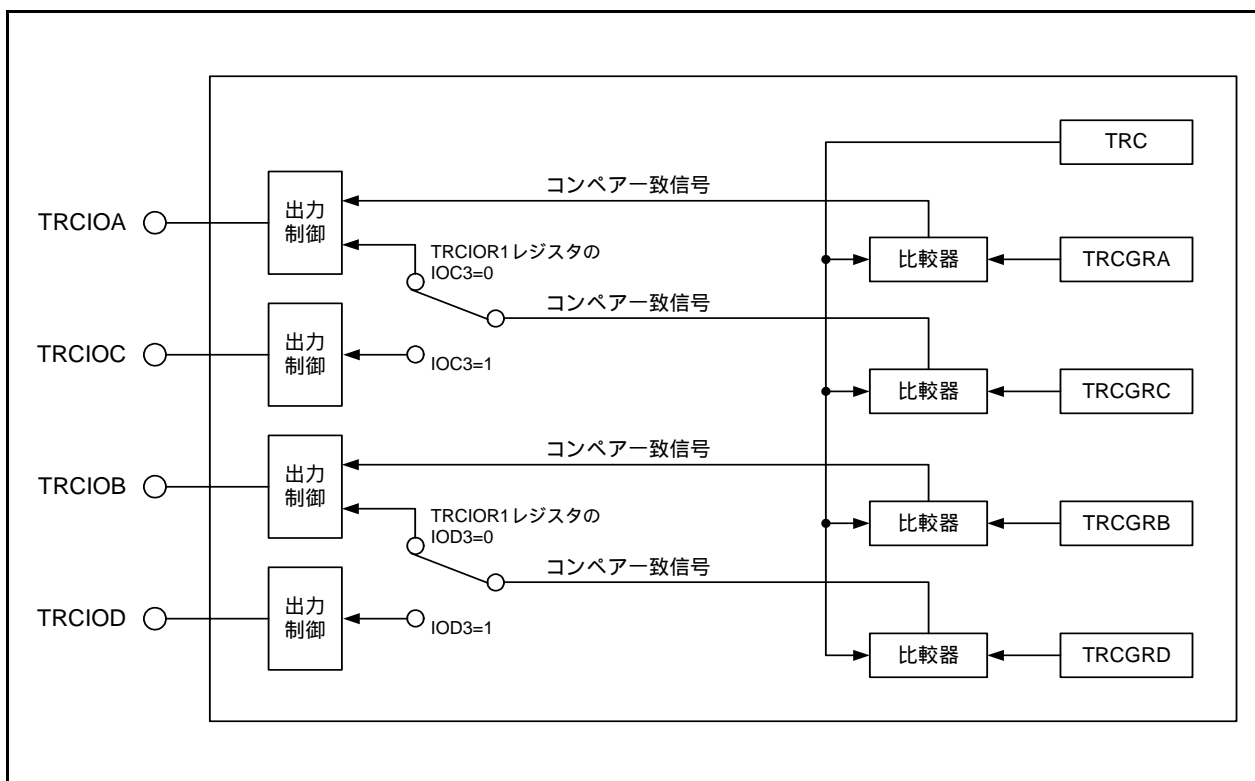 TRC
コンペア一致信号
出力
制御
TRCIOA
TRCIOR1レジスタの
IOC3=0
比較器
TRCGRA
コンペア一致信号
出力
制御
TRCIOC
IOC3=1
比較器
TRCGRC
コンペア一致信号
出力
制御
TRCIOB
TRCIOR1レジスタの
IOD3=0
比較器
TRCGRB
コンペア一致信号
出力
制御
TRCIOD
IOD3=1
比較器
TRCGRD